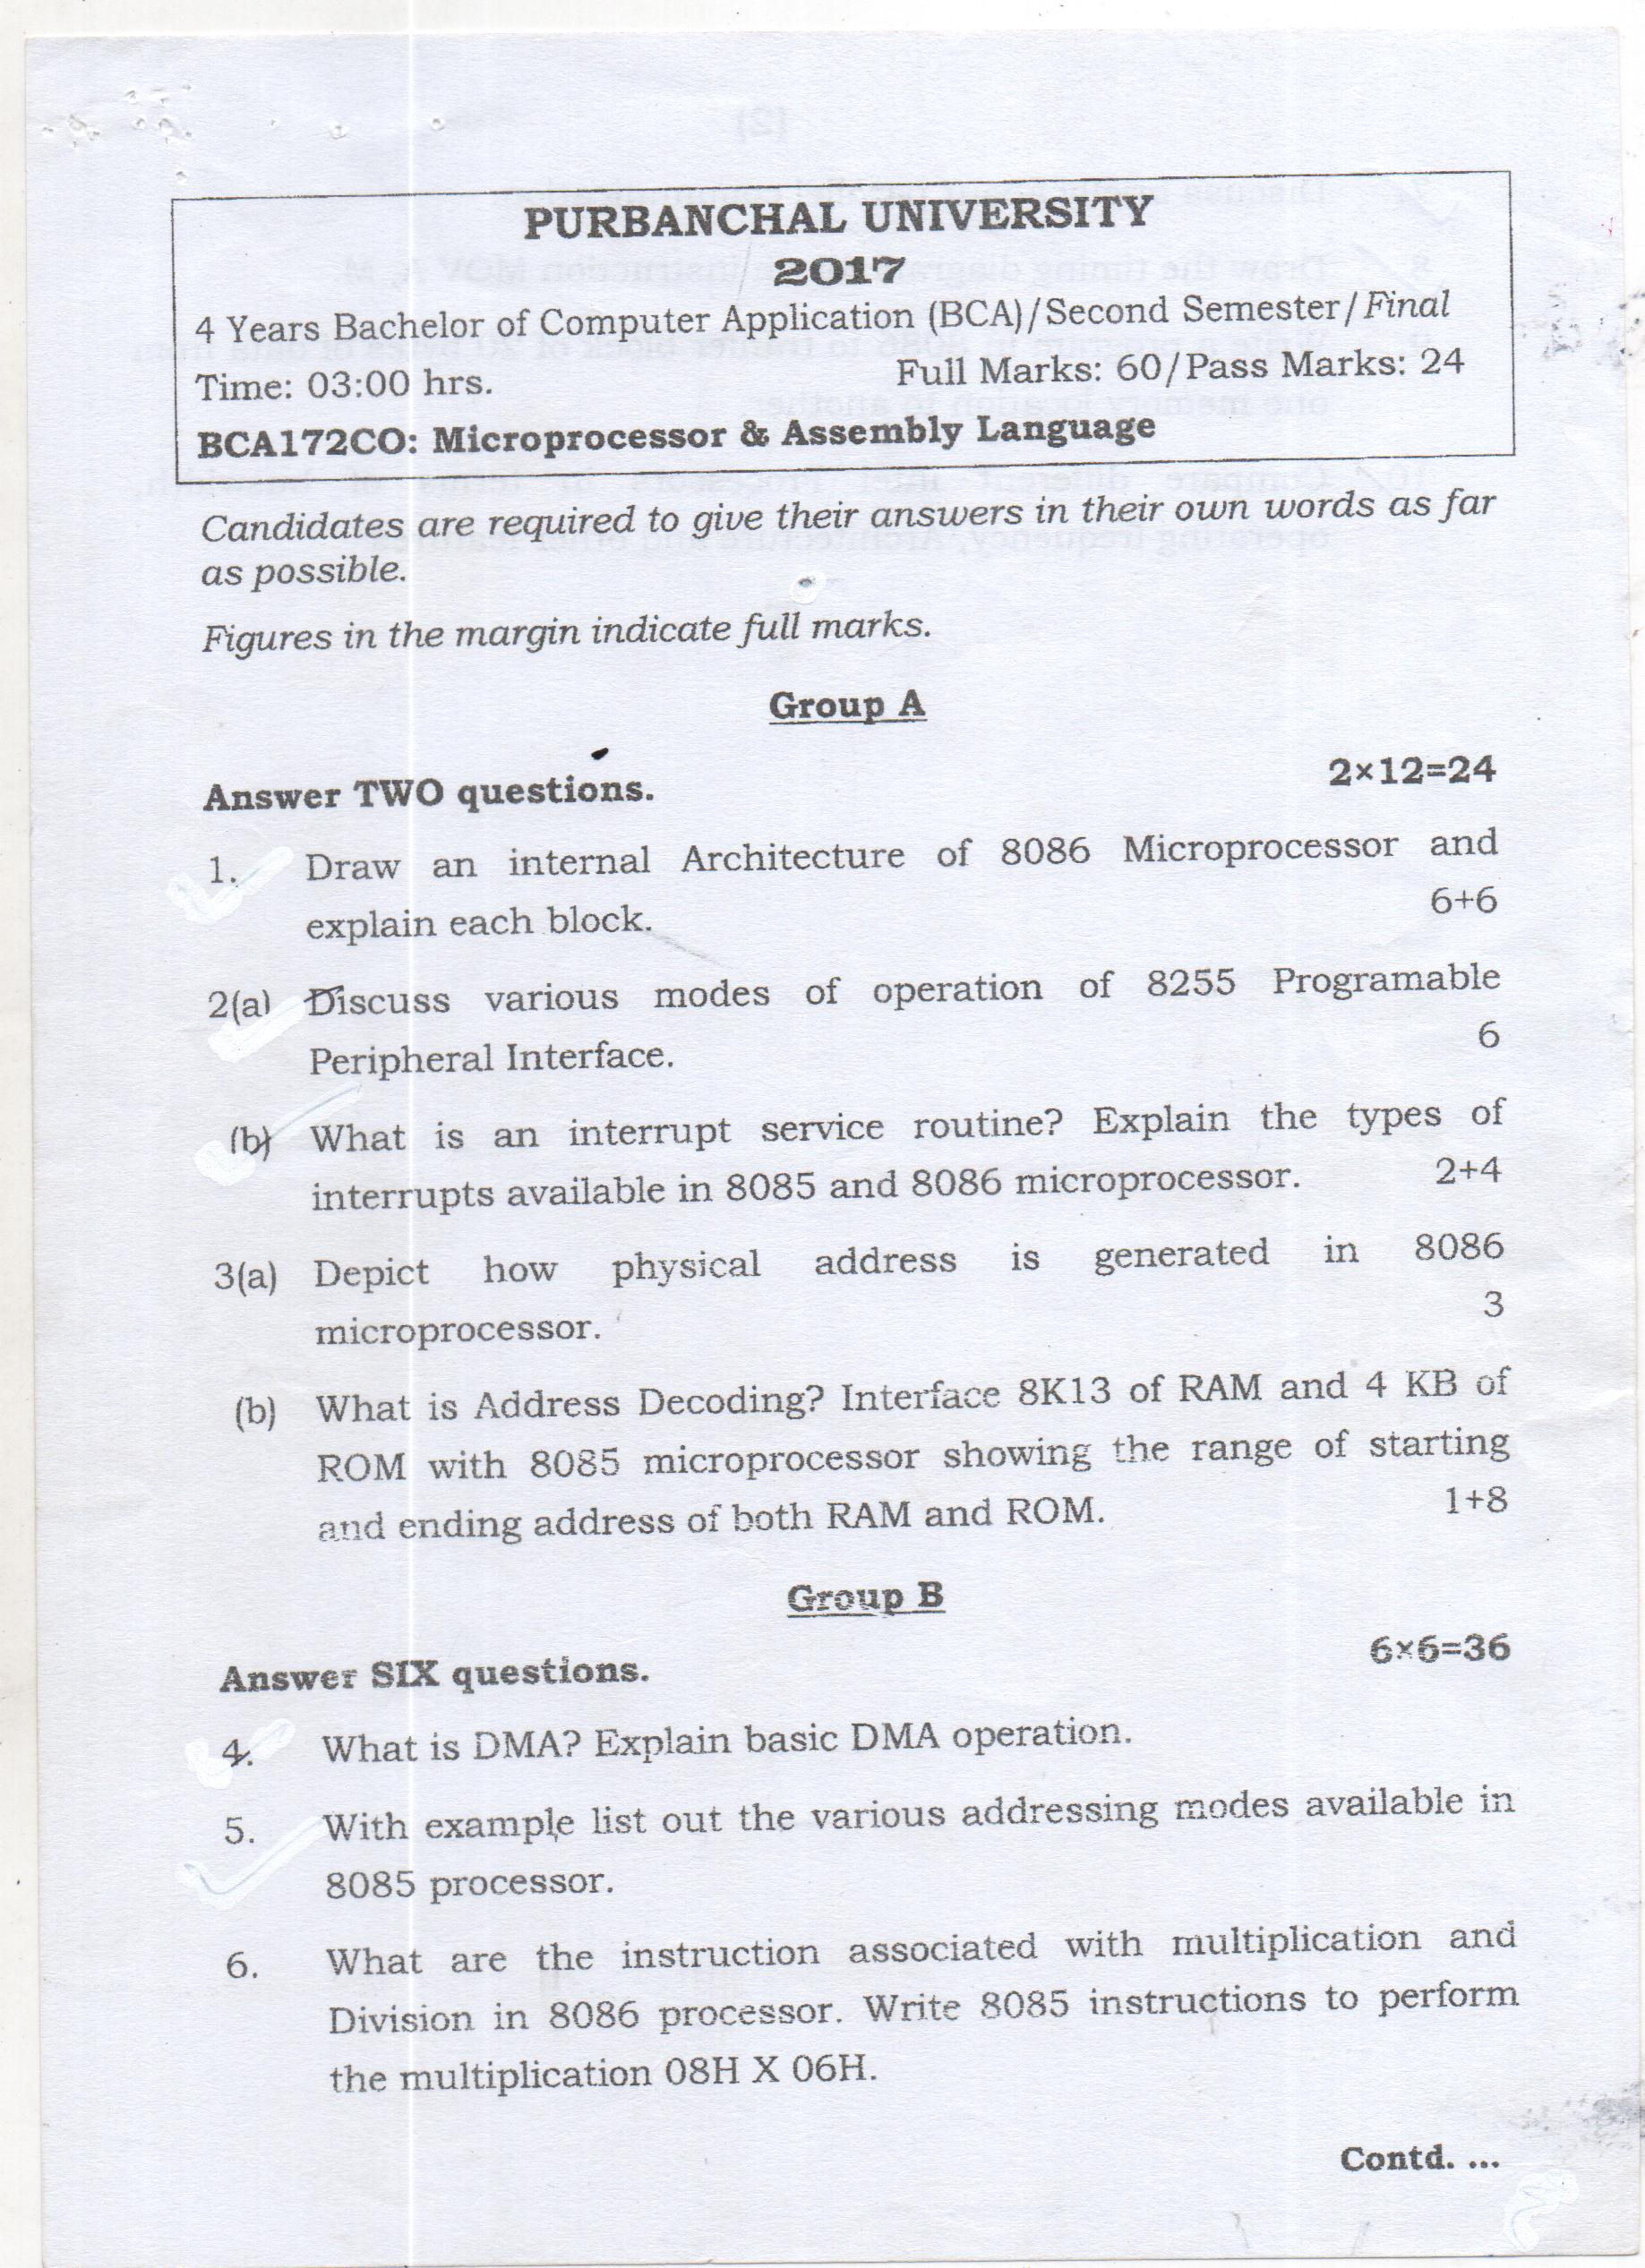 PURBANCHAL UNIVERSITY
2017
4 Years Bachelor of Computer Application (BCA)/Second Semester/Final
Time: 03:00 hrs. Full Marks: 60/Pass Marks: 24
BCA172CO: Microprocessor & Assembly Language
Candidates are required to give their answers in their own words as far
as possible.
Figures in the margin indicate full marks.
Group A
Answer TWO questions. 2×12=24
1. Draw an internal Architecture of 8086 Microprocessor and
explain each block. 6+6
2(a) Discuss various modes of operation of 8255 Programable
Peripheral Interface. 6
(b) What is an interrupt service routine? Explain the types of
interrupts available in 8085 and 8086 microprocessor. 2+4
3(a) Depict how physical address is generated in 8086
microprocessor. 3
(b) What is Address Decoding? Interface 8K13 of RAM and 4 KB of
ROM with 8085 microprocessor showing the range of starting
and ending address of both RAM and ROM. 1+8
Group B
Answer SIX questions. 6×6=36
4. What is DMA? Explain basic DMA operation.
5. With example list out the various addressing modes available in
8085 processor.
6. What are the instruction associated with multiplication and
Division in 8086 processor. Write 8085 instructions to perform
the multiplication 08H X 06H.
Contd. ...